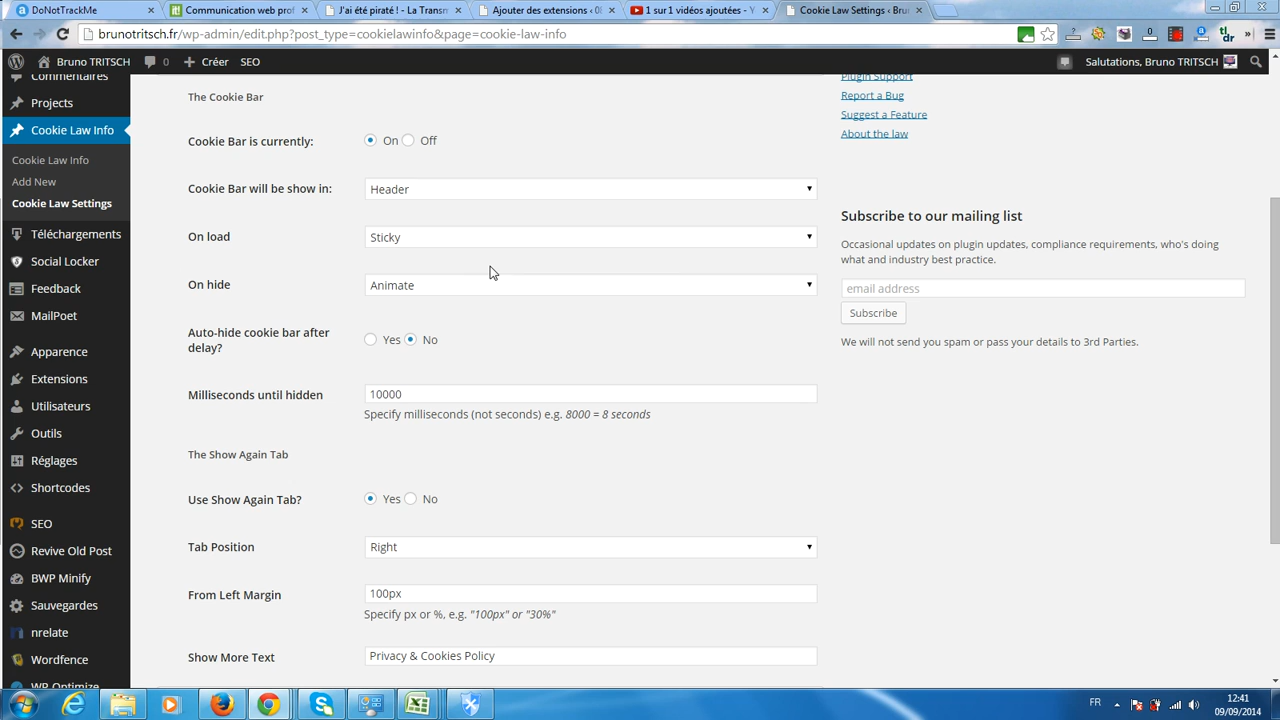 DoNotTrackMe
Communication web prof
J'ai été piraté ! - La Transm
Ajouter des extensions ‹ 0
1 sur 1 vidéos ajoutées - Y
Cookie Law Settings ‹ Bru
brunotritsch.fr/wp-admin/edit.php?post_type=cookielawinfo&page=cookie-law-info
Bruno TRITSCH 0 + Créer SEO Salutations, Bruno TRITSCH
Commentaires
Projects
Cookie Law Info
Cookie Law Info
Add New
Cookie Law Settings
Téléchargements
Social Locker
Feedback
MailPoet
Apparence
Extensions
Utilisateurs
Outils
Réglages
Shortcodes
SEO
Revive Old Post
BWP Minify
Sauvegardes
nrelate
Wordfence
WP-Optimize
The Cookie Bar
Cookie Bar is currently: On Off
Cookie Bar will be show in: Header
On load Sticky
On hide Animate
Auto-hide cookie bar after
delay? Yes No
Milliseconds until hidden 10000
Specify milliseconds (not seconds) e.g. 8000 = 8 seconds
The Show Again Tab
Use Show Again Tab? Yes No
Tab Position Right
From Left Margin 100px
Specify px or %, e.g. "100px" or "30%"
Show More Text Privacy & Cookies Policy
Plugin Support
Report a Bug
Suggest a Feature
About the law
Subscribe to our mailing list
Occasional updates on plugin updates, compliance requirements, who's doing
what and industry best practice.
email address
Subscribe
We will not send you spam or pass your details to 3rd Parties.
FR 12:41
09/09/2014